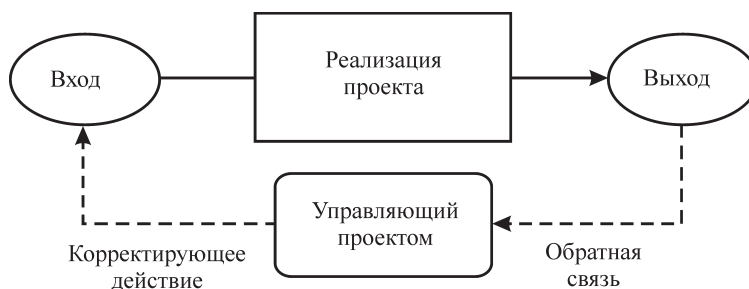 Вход
Реализация
проекта
Выход
Управляющий
проектом
Корректирующее
действие
Обратная
связь